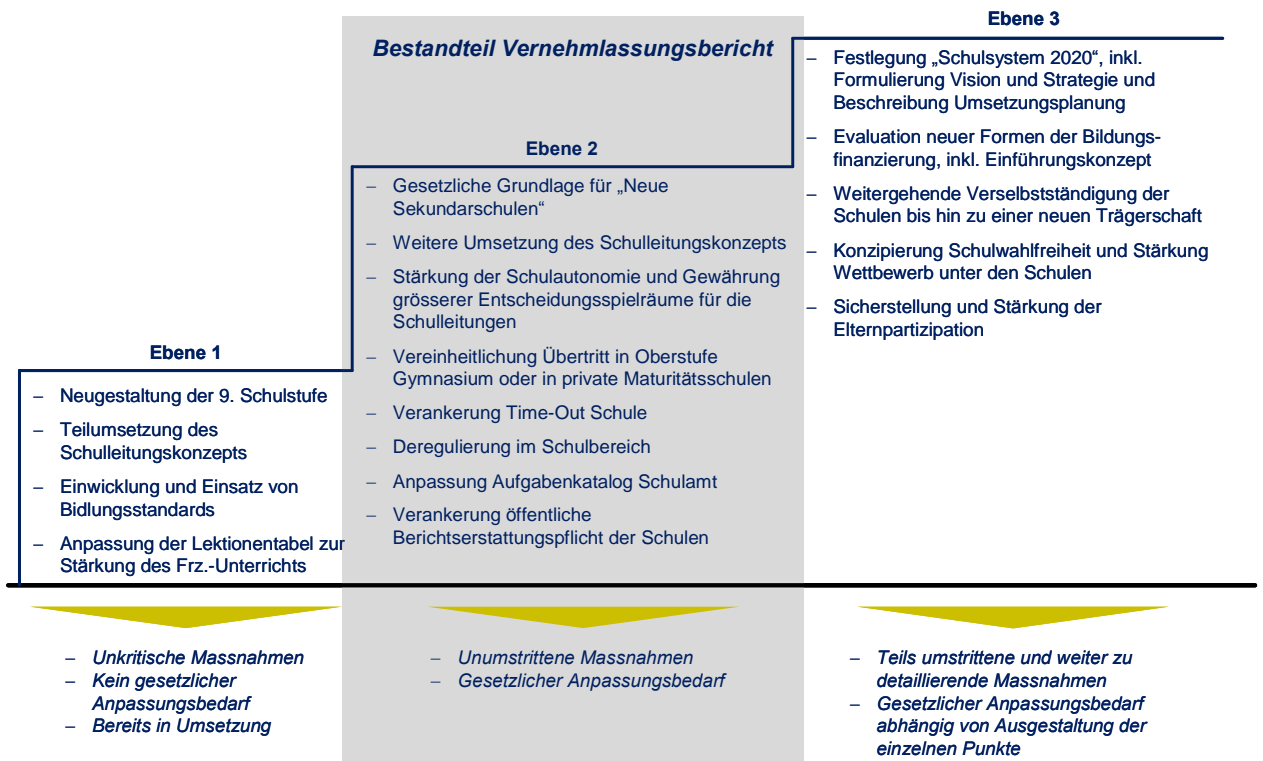 Bestandteil Vernehmlassungsbericht
Ebene 1
– Neugestaltung der 9. Schulstufe
– Teilumsetzung des
Schulleitungskonzepts
– Einwicklung und Einsatz von
Bidlungsstandards
– Anpassung der Lektionentabel zur
Stärkung des Frz.-Unterrichts
– Unkritische Massnahmen
– Kein gesetzlicher
Anpassungsbedarf
– Bereits in Umsetzung
Ebene 2
– Gesetzliche Grundlage für „Neue
Sekundarschulen“
– Weitere Umsetzung des Schulleitungskonzepts
– Stärkung der Schulautonomie und Gewährung
grösserer Entscheidungsspielräume für die
Schulleitungen
– Vereinheitlichung Übertritt in Oberstufe
Gymnasium oder in private Maturitätsschulen
– Verankerung Time-Out Schule
– Deregulierung im Schulbereich
– Anpassung Aufgabenkatalog Schulamt
– Verankerung öffentliche
Berichtserstattungspflicht der Schulen
– Unumstrittene Massnahmen
– Gesetzlicher Anpassungsbedarf
Ebene 3
– Festlegung „Schulsystem 2020“, inkl.
Formulierung Vision und Strategie und
Beschreibung Umsetzungsplanung
– Evaluation neuer Formen der Bildungs-
finanzierung, inkl. Einführungskonzept
– Weitergehende Verselbstständigung der
Schulen bis hin zu einer neuen Trägerschaft
– Konzipierung Schulwahlfreiheit und Stärkung
Wettbewerb unter den Schulen
– Sicherstellung und Stärkung der
Elternpartizipation
– Teils umstrittene und weiter zu
detaillierende Massnahmen
– Gesetzlicher Anpassungsbedarf
abhängig von Ausgestaltung der
einzelnen Punkte